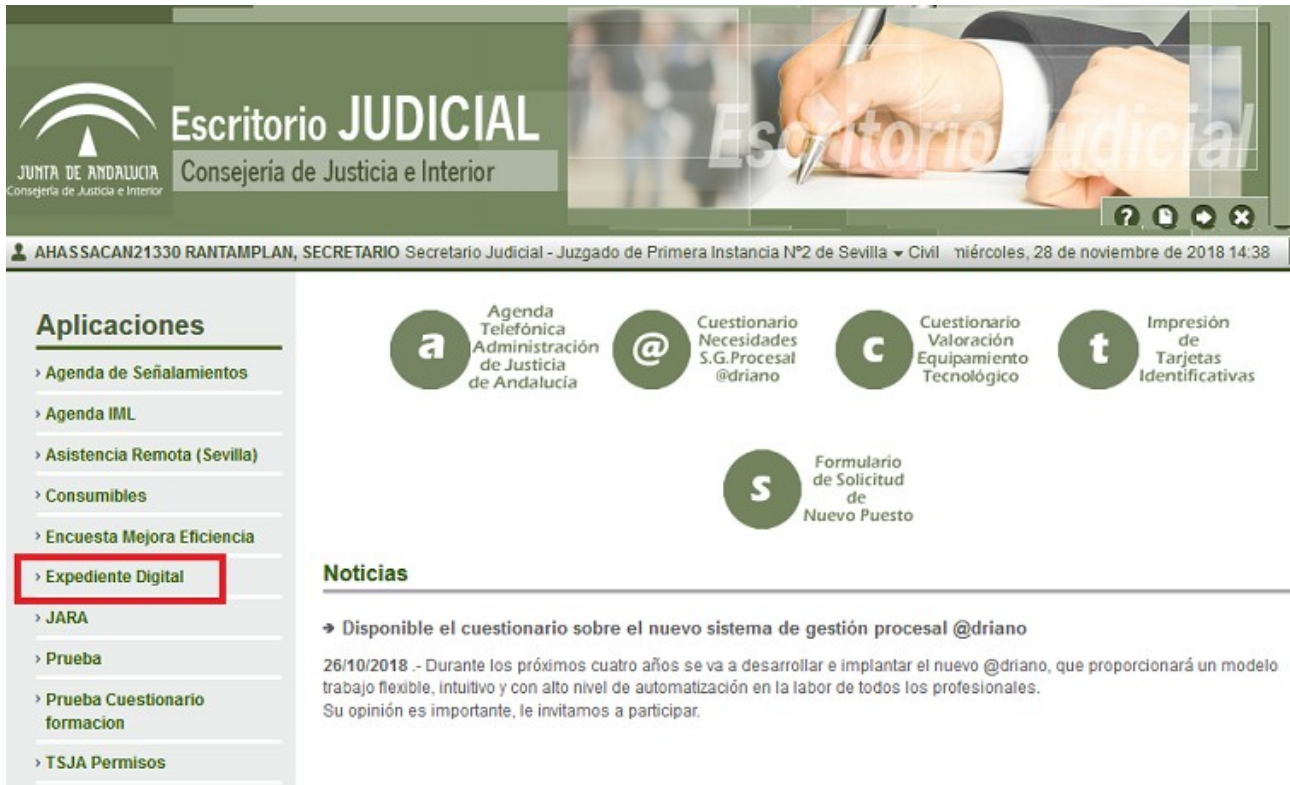 Escritorio JUDICIAL
Consejería de Justicia e Interior
JUNTA DE ANDALUCIA
Consejería de Justicia e Interior
Escritorio Judicial
AHASSACAN21330 RANTAMPLAN, SECRETARIO Secretario Judicial - Juzgado de Primera Instancia Nº2 de Sevilla Civil miércoles, 28 de noviembre de 2018 14:38
Aplicaciones
Agenda de Señalamientos
Agenda IML
Asistencia Remota (Sevilla)
Consumibles
Encuesta Mejora Eficiencia
Expediente Digital
JARA
Prueba
Prueba Cuestionario
formacion
TSJA Permisos
a
Agenda
Telefónica
Administración
de Justicia
de Andalucía
@
Cuestionario
Necesidades
S.G.Procesal
@driano
c
Cuestionario
Valoración
Equipamiento
Tecnológico
t
Impresión
de
Tarjetas
Identificativas
s
Formulario
de Solicitud
de
Nuevo Puesto
Noticias
Disponible el cuestionario sobre el nuevo sistema de gestión procesal @driano
26/10/2018 .- Durante los próximos cuatro años se va a desarrollar e implantar el nuevo @driano, que proporcionará un modelo
trabajo flexible, intuitivo y con alto nivel de automatización en la labor de todos los profesionales.
Su opinión es importante, le invitamos a participar.